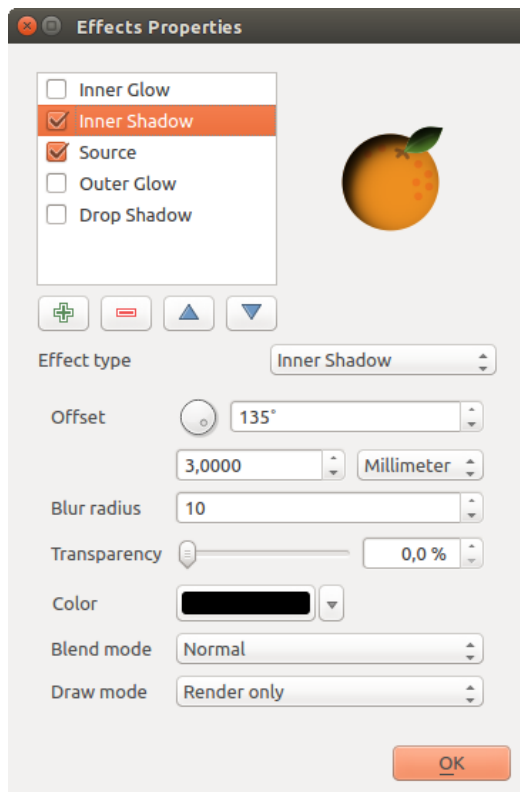 Effects Properties
Inner Glow
Inner Shadow
Source
Outer Glow
Drop Shadow
Effect type Inner Shadow
Offset 135°
3,0000 Millimeter
Blur radius 10
Transparency 0,0 %
Color
Blend mode Normal
Draw mode Render only
OK